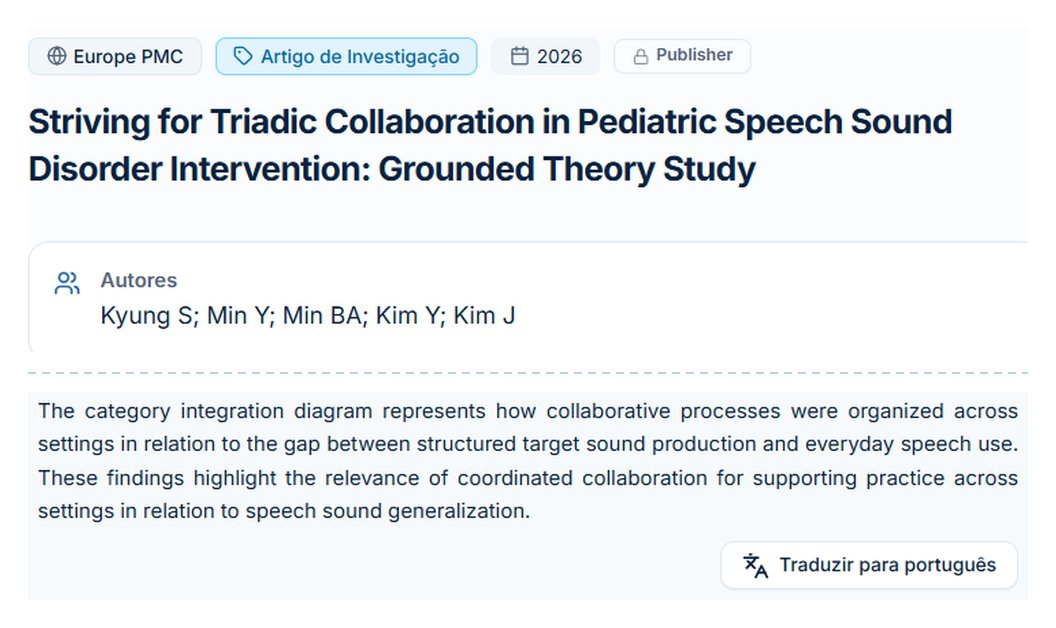 Europe PMC
Artigo de Investigação
2026
Publisher
Striving for Triadic Collaboration in Pediatric Speech Sound
Disorder Intervention: Grounded Theory Study
Autores
Kyung S; Min Y; Min BA; Kim Y; Kim J
The category integration diagram represents how collaborative processes were organized across
settings in relation to the gap between structured target sound production and everyday speech use.
These findings highlight the relevance of coordinated collaboration for supporting practice across
settings in relation to speech sound generalization.
Traduzir para português